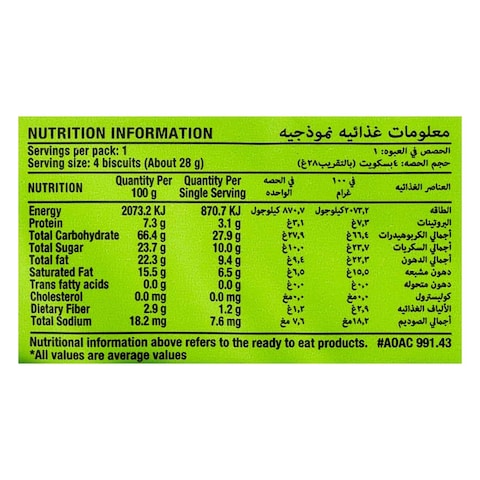 NUTRITION INFORMATION معلومات غذائيه نموذجيه
Servings per pack: 1 الحصص في العبوه: ١
Serving size: 4 biscuits (About 28 g) حجم الحصه: ٤بسكويت (بالتقريب٢٨غ)
NUTRITION Quantity Per 100 g Quantity Per Single Serving في الحصه الواحده في ١٠٠ غرام العناصر الغذائيه
Energy 2073.2 KJ 870.7 KJ ٨٧٠,٧ كيلوجول ٢٠٧٣,٢كيلوجول الطاقه
Protein 7.3 g 3.1 g ٣,١غ ٧,٣غ البروتينات
Total Carbohydrate 66.4 g 27.9 g ٢٧,٩غ ٦٦,٤غ أجمالي الكربوهيدرات
Total Sugar 23.7 g 10.0 g ١٠,٠غ ٢٣,٧غ أجمالي السكريات
Total fat 22.3 g 9.4 g ٩,٤غ ٢٢,٣غ أجمالي الدهون
Saturated Fat 15.5 g 6.5 g ٦,٥غ ١٥,٥غ دهون مشبعه
Trans fatty acids 0.0 g 0.0 g ٠,٠غ ٠,٠غ دهون متحوله
Cholesterol 0.0 mg 0.0 mg ٠,٠مغ ٠,٠مغ كوليسترول
Dietary Fiber 2.9 g 1.2 g ١,٢غ ٢,٩غ الألياف الغذائيه
Total Sodium 18.2 mg 7.6 mg ٧,٦ مغ ١٨,٢مغ أجمالي الصوديم
Nutritional information above refers to the ready to eat products. #AOAC 991.43
*All values are average values